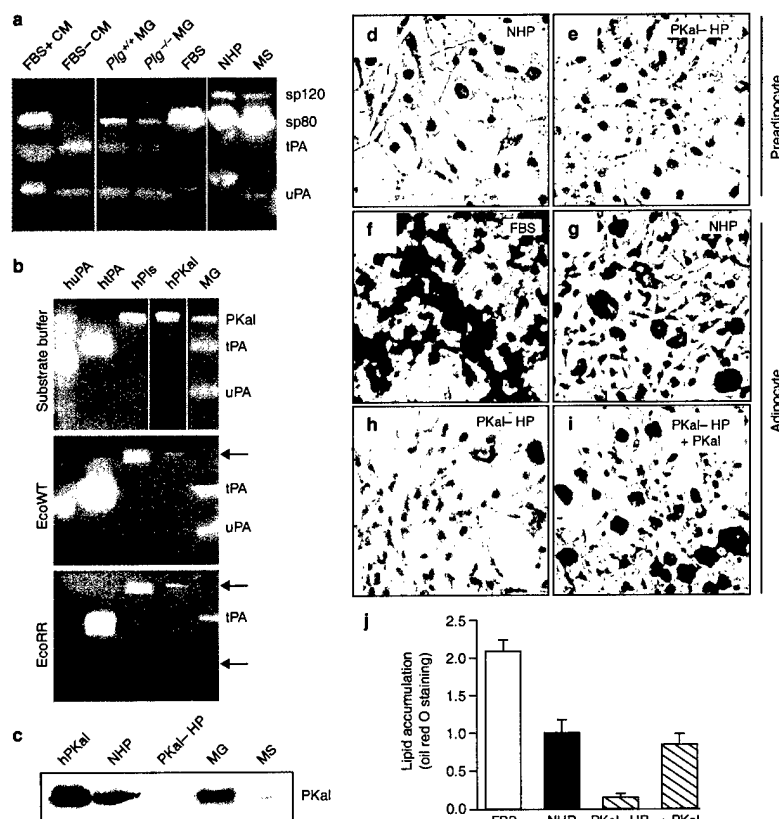 a
FBS+ CM
FBS– CM
Plg+/+ MG
Plg–/– MG
FBS
NHP
MS
sp120
sp80
tPA
uPA
b
huPA
htPA
hPls
hPKal
MG
Substrate buffer
PKal
tPA
uPA
EcoWT
tPA
uPA
EcoRR
tPA
c
hPKal
NHP
PKal– HP
MG
MS
PKal
d
NHP
e
PKal– HP
Preadipocyte
f
FBS
g
NHP
h
PKal– HP
i
PKal– HP
+ PKal
Adipocyte
j
Lipid accumulation
(oil red O staining)
2.5
2.0
1.5
1.0
0.5
0.0